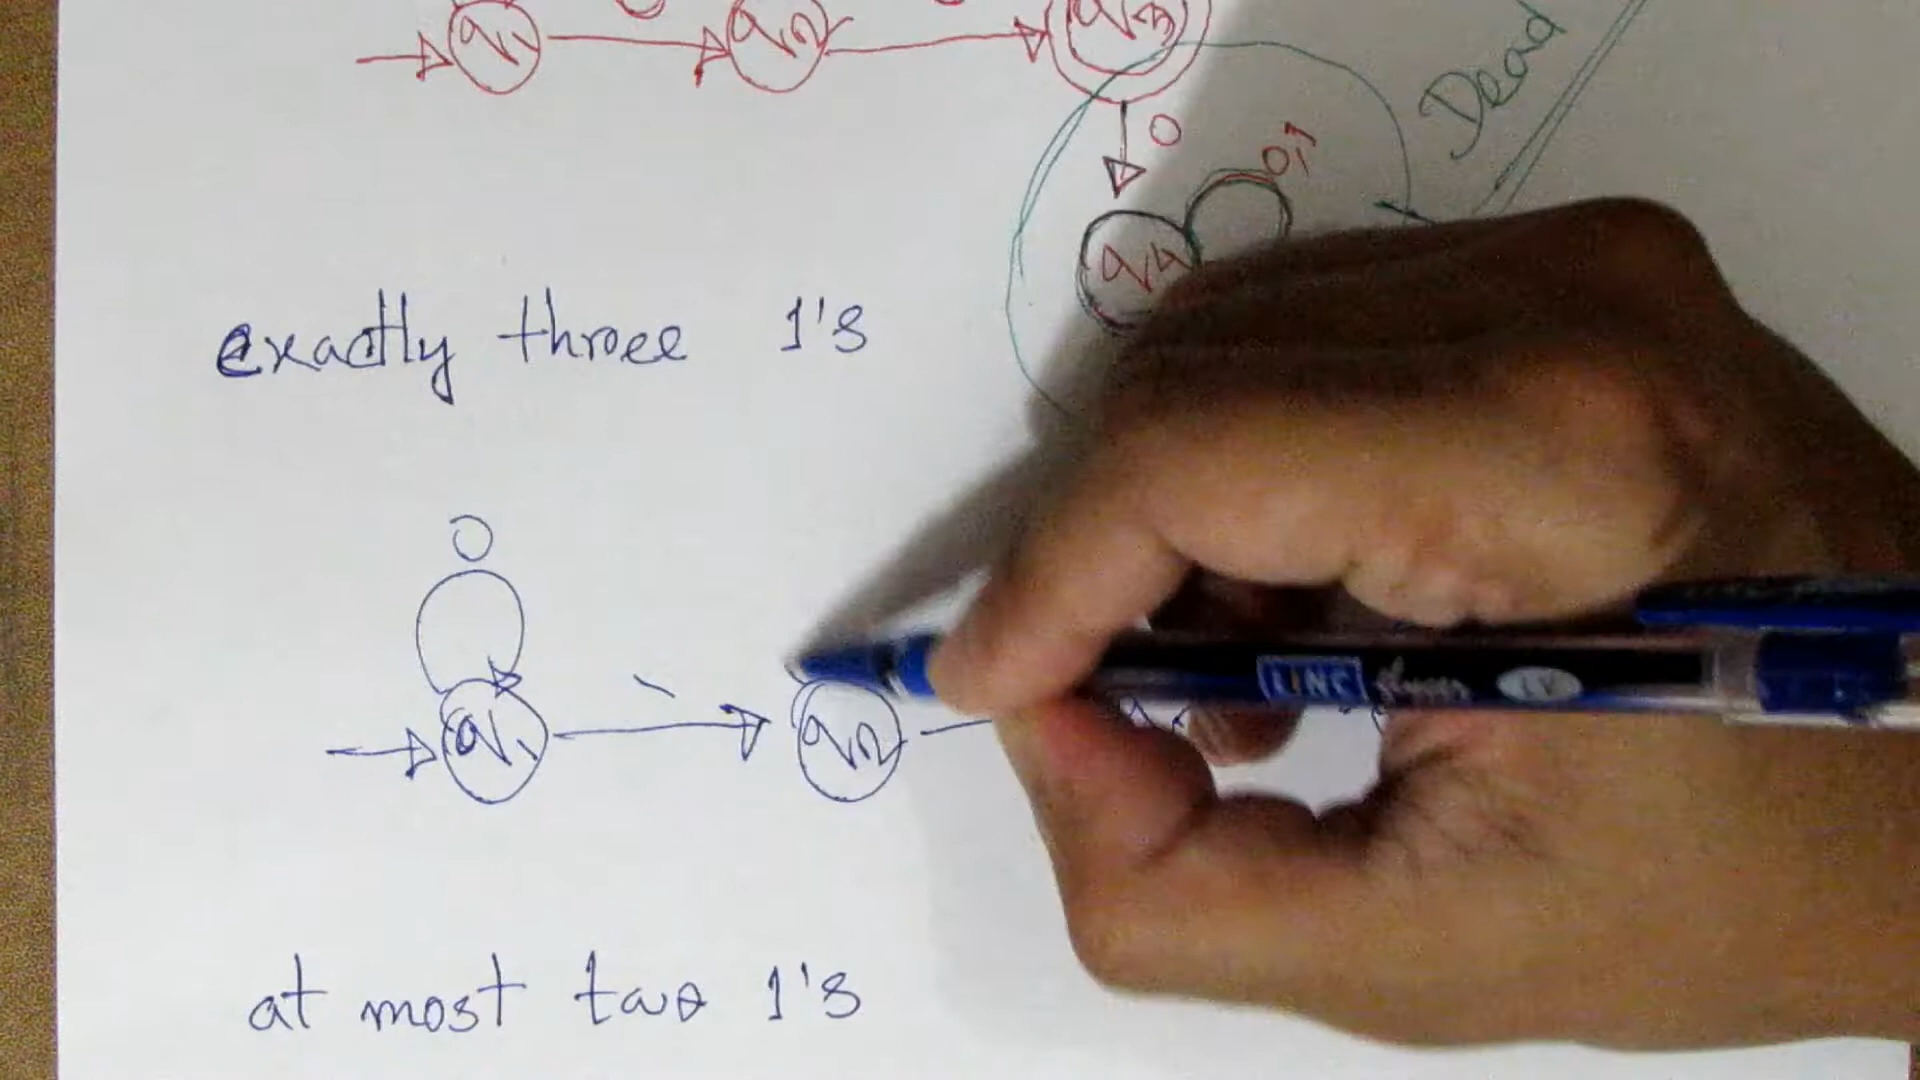 q1 q2 q3
Dead
0
0,1
q4
exactly three 1's
0
LINC
q1 q2
at most two 1's